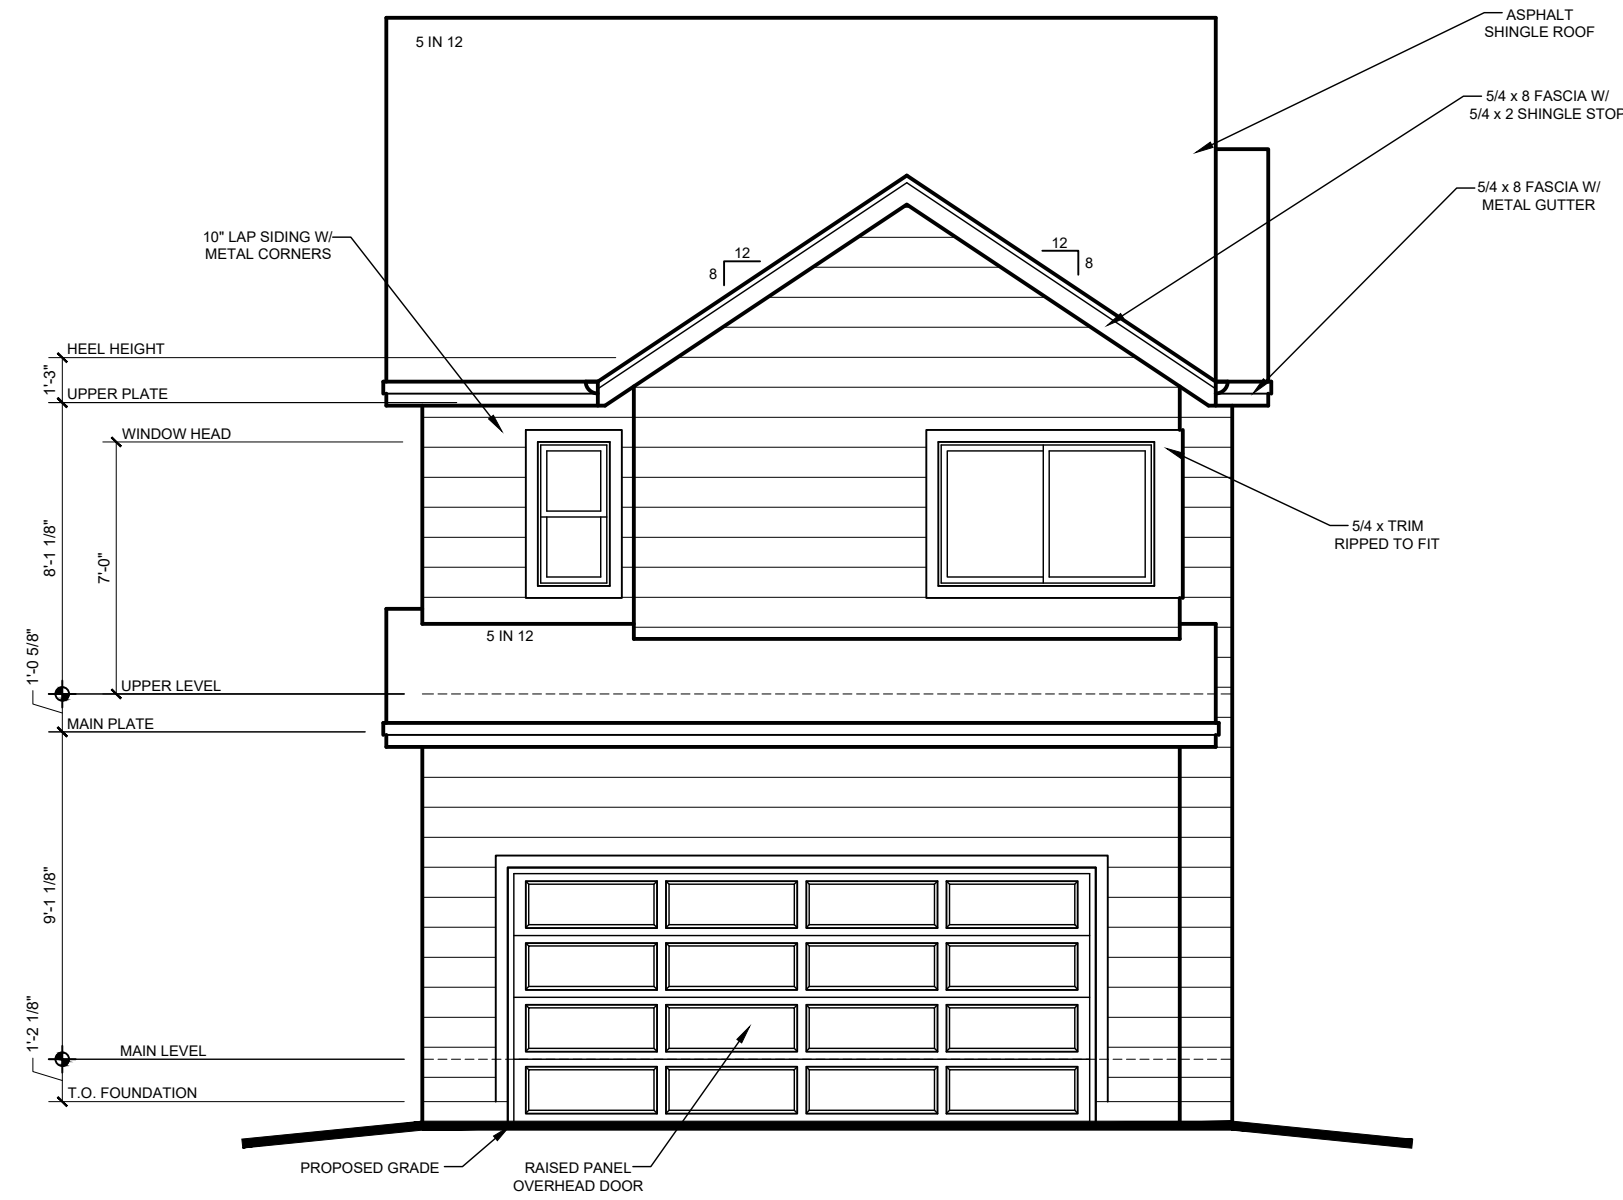 ASPHALT
SHINGLE ROOF
5 IN 12
5/4 x 8 FASCIA W/
5/4 x 2 SHINGLE STOP
5/4 x 8 FASCIA W/
METAL GUTTER
10" LAP SIDING W/
METAL CORNERS
12
8
12
8
HEEL HEIGHT
1'-3"
UPPER PLATE
WINDOW HEAD
8'-1 1/8"
7'-0"
5/4 x TRIM
RIPPED TO FIT
5 IN 12
1'-0 5/8"
UPPER LEVEL
MAIN PLATE
9'-1 1/8"
1'-2 1/8"
MAIN LEVEL
T.O. FOUNDATION
PROPOSED GRADE
RAISED PANEL
OVERHEAD DOOR